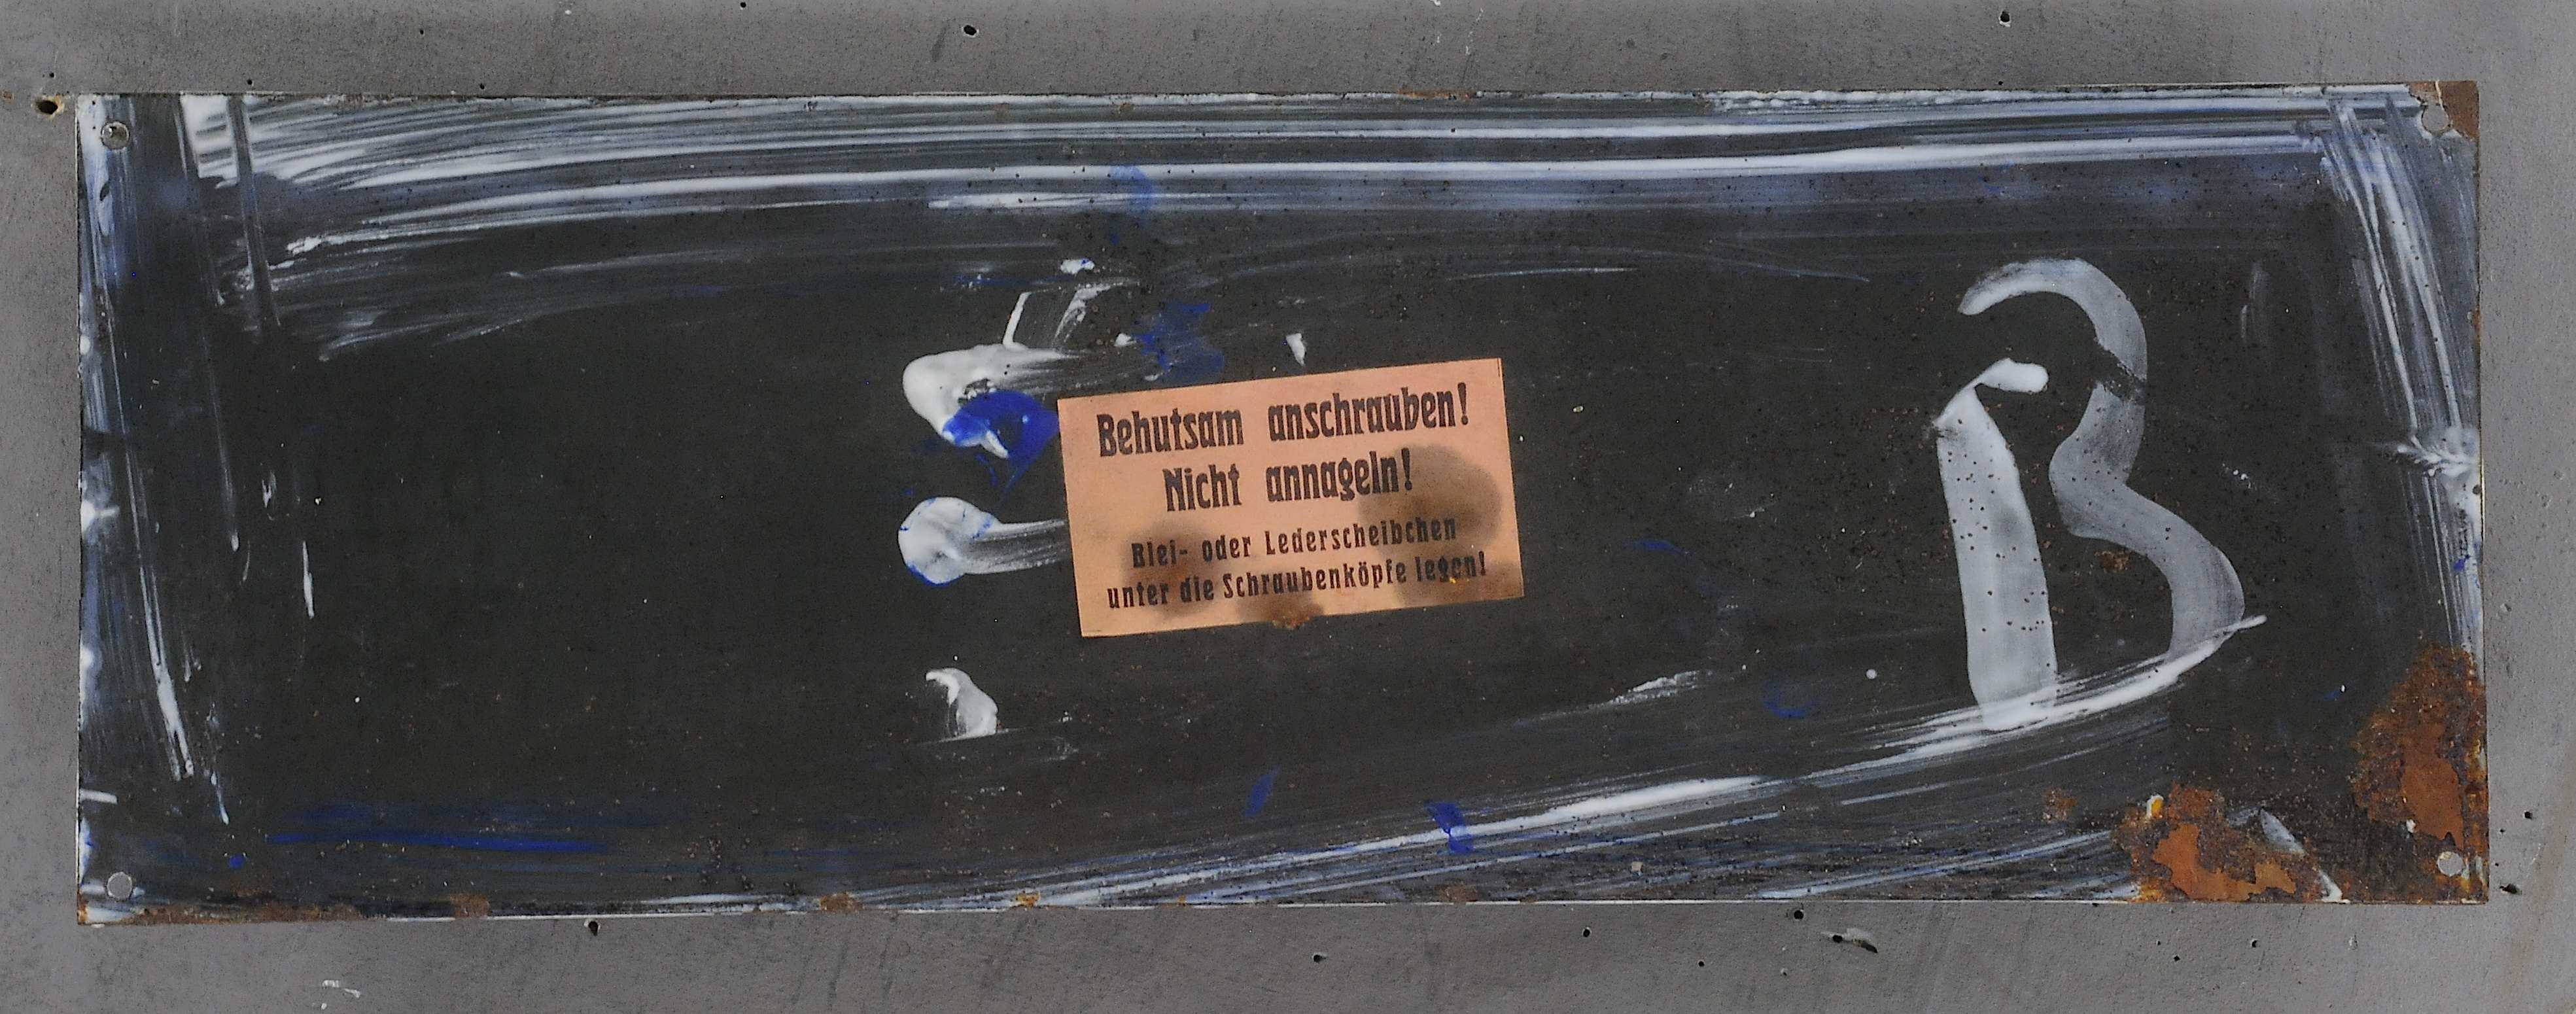 Behutsam anschrauben!
Nicht annageln!
Blei- oder Lederscheibchen
unter die Schraubenköpfe legen!
B